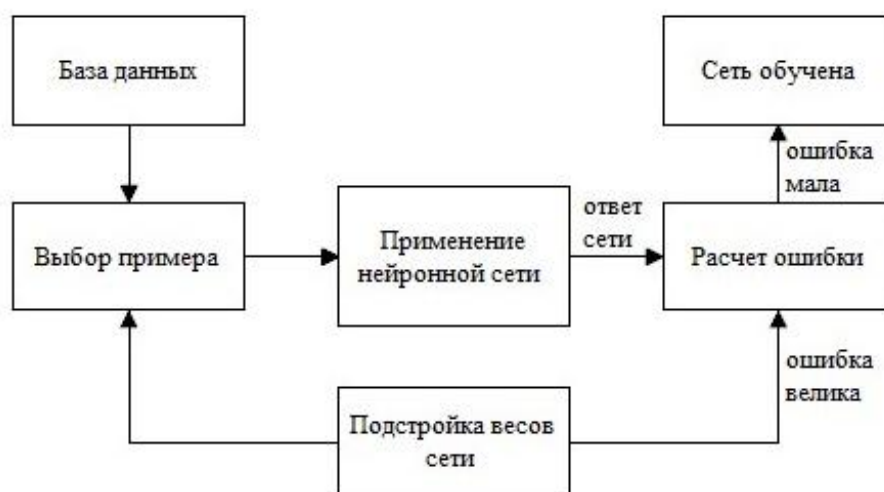 База данных
Сеть обучена
ошибка
мала
Выбор примера
Применение
нейронной сети
ответ
сети
Расчет ошибки
ошибка
велика
Подстройка весов
сети